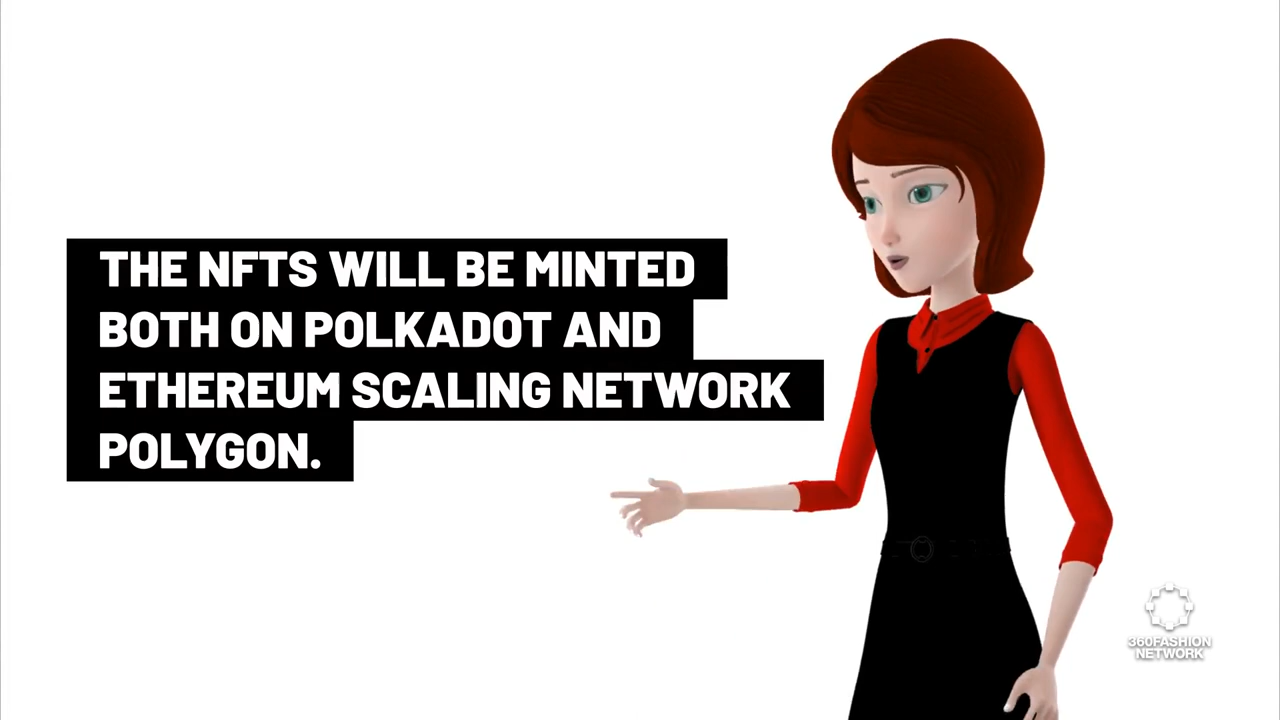 THE NFTS WILL BE MINTED
BOTH ON POLKADOT AND
ETHEREUM SCALING NETWORK
POLYGON.
360FASHION
NETWORK